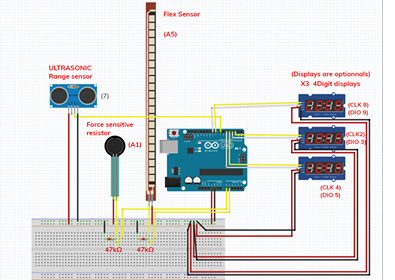 Flex Sensor
(A5)
ULTRASONIC
Range sensor
(7)
(Displays are optionnals)
X3 4Digit displays
(CLK 8)
(DIO 9)
Force sensitive
resistor
(A1)
(CLK2)
(DIO 3)
(CLK 4)
(DIO 5)
47kΩ
47kΩ